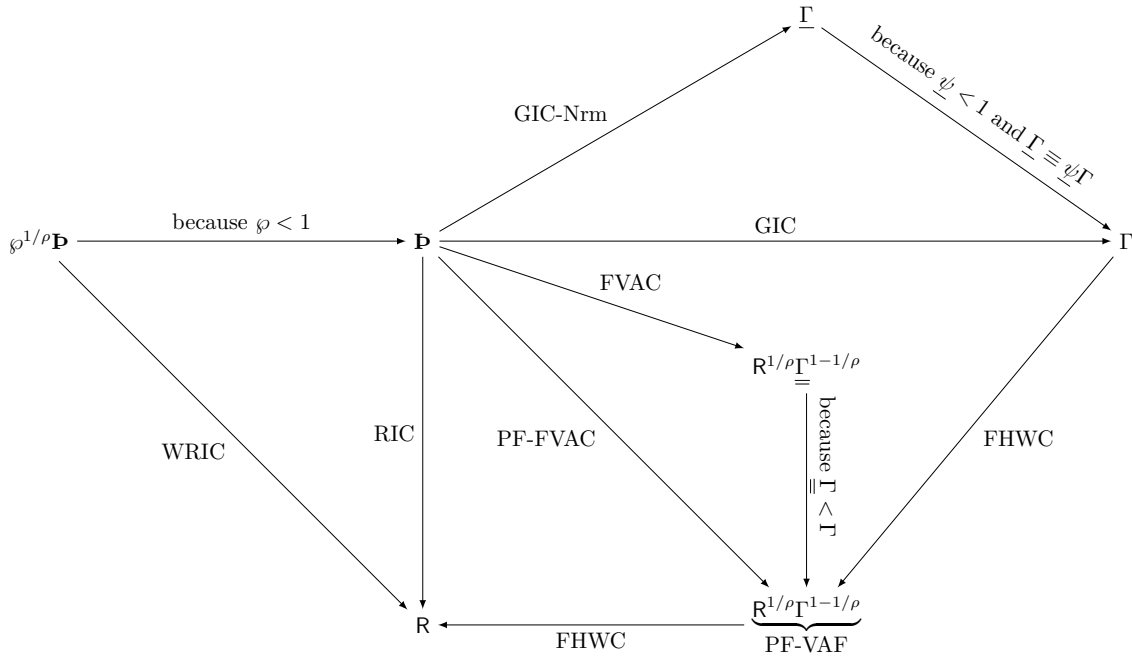 Γ̲
because ψ̲ < 1 and Γ̲ ≡ ψ̲Γ
GIC-Nrm
℘^{1/ρ}Þ
because ℘ < 1
Þ
GIC
Γ
FVAC
R^{1/ρ}Γ̳^{1−1/ρ}
WRIC
RIC
PF-FVAC
because Γ̳ < Γ
FHWC
R
FHWC
R^{1/ρ}Γ^{1−1/ρ}
PF-VAF